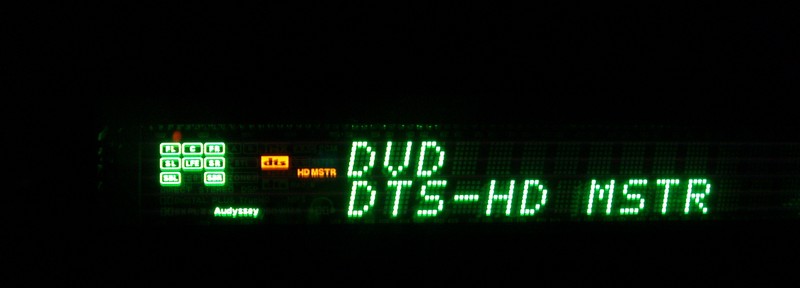 FL C FR
SL LFE SR
SBL SBR
dts
HD MSTR
Audyssey
DVD
DTS-HD MSTR